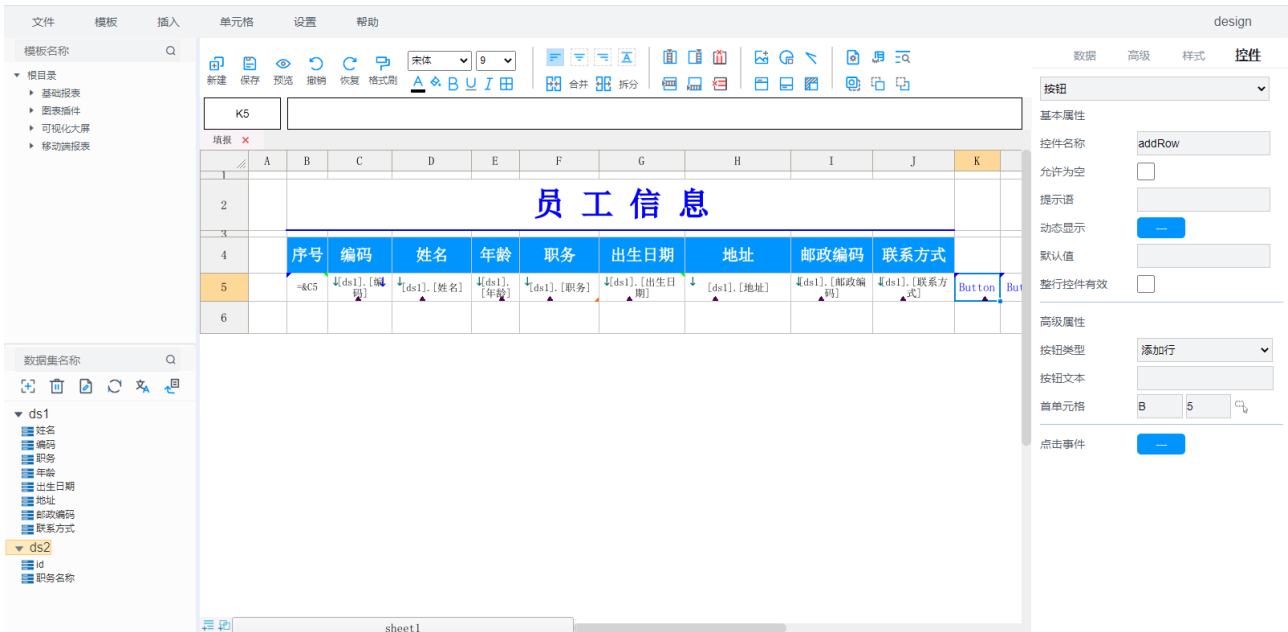 文件 模板 插入 单元格 设置 帮助 design
模板名称
根目录
基础报表
图表插件
可视化大屏
移动端报表
新建 保存 预览 撤销 恢复 格式刷
宋体 9
A B U I
合并 拆分
K5
填报 ×
A B C D E F G H I J K
1
2 员 工 信 息
3
4 序号 编码 姓名 年龄 职务 出生日期 地址 邮政编码 联系方式
5 =&C5 [ds1].[编码] [ds1].[姓名] [ds1].[年龄] [ds1].[职务] [ds1].[出生日期] [ds1].[地址] [ds1].[邮政编码] [ds1].[联系方式] Button But
6
sheet1
数据集名称
ds1
姓名
编码
职务
年龄
出生日期
地址
邮政编码
联系方式
ds2
id
职务名称
数据 高级 样式 控件
按钮
基本属性
控件名称 addRow
允许为空
提示语
动态显示 —
默认值
整行控件有效
高级属性
按钮类型 添加行
按钮文本
首单元格 B 5
点击事件 —